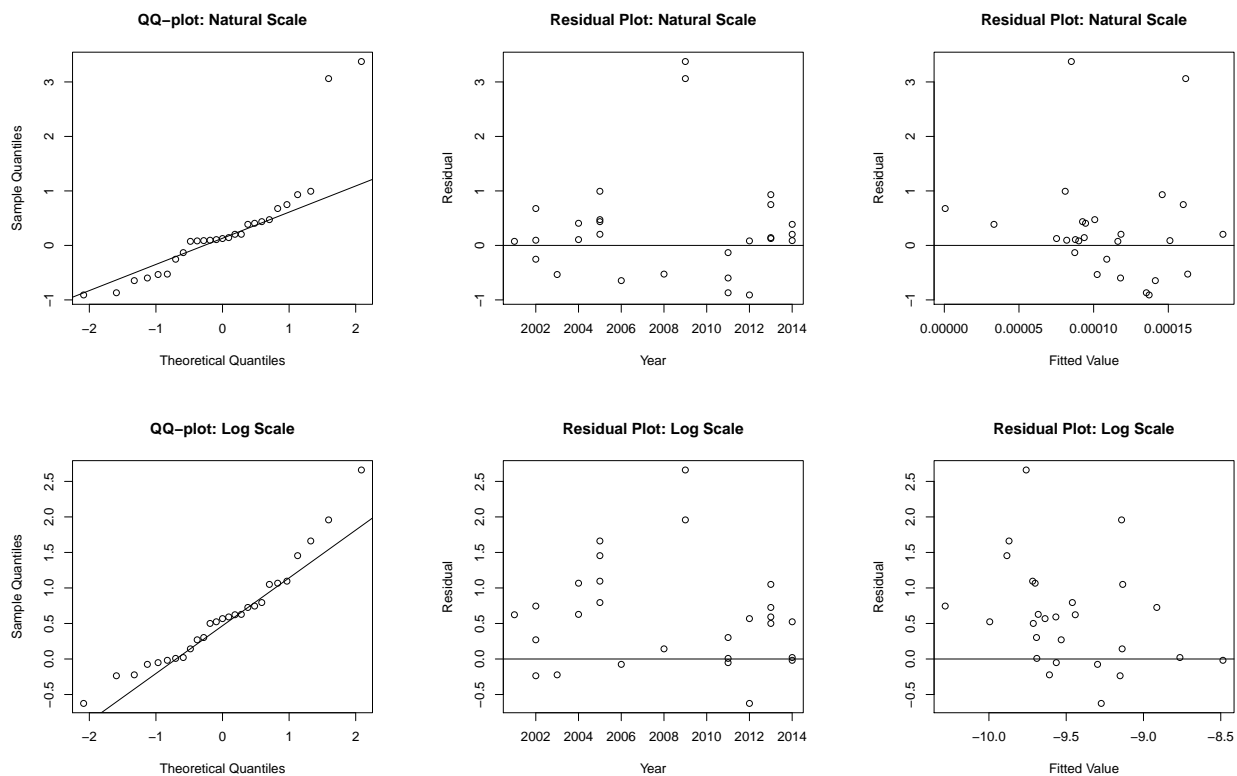 QQ−plot: Natural Scale
Sample Quantiles
3
2
1
0
−1
−2 −1 0 1 2
Theoretical Quantiles
Residual Plot: Natural Scale
Residual
3
2
1
0
−1
2002 2004 2006 2008 2010 2012 2014
Year
Residual Plot: Natural Scale
Residual
3
2
1
0
−1
0.00000 0.00005 0.00010 0.00015
Fitted Value
QQ−plot: Log Scale
Sample Quantiles
2.5
2.0
1.5
1.0
0.5
0.0
−0.5
−2 −1 0 1 2
Theoretical Quantiles
Residual Plot: Log Scale
Residual
2.5
2.0
1.5
1.0
0.5
0.0
−0.5
2002 2004 2006 2008 2010 2012 2014
Year
Residual Plot: Log Scale
Residual
2.5
2.0
1.5
1.0
0.5
0.0
−0.5
−10.0 −9.5 −9.0 −8.5
Fitted Value